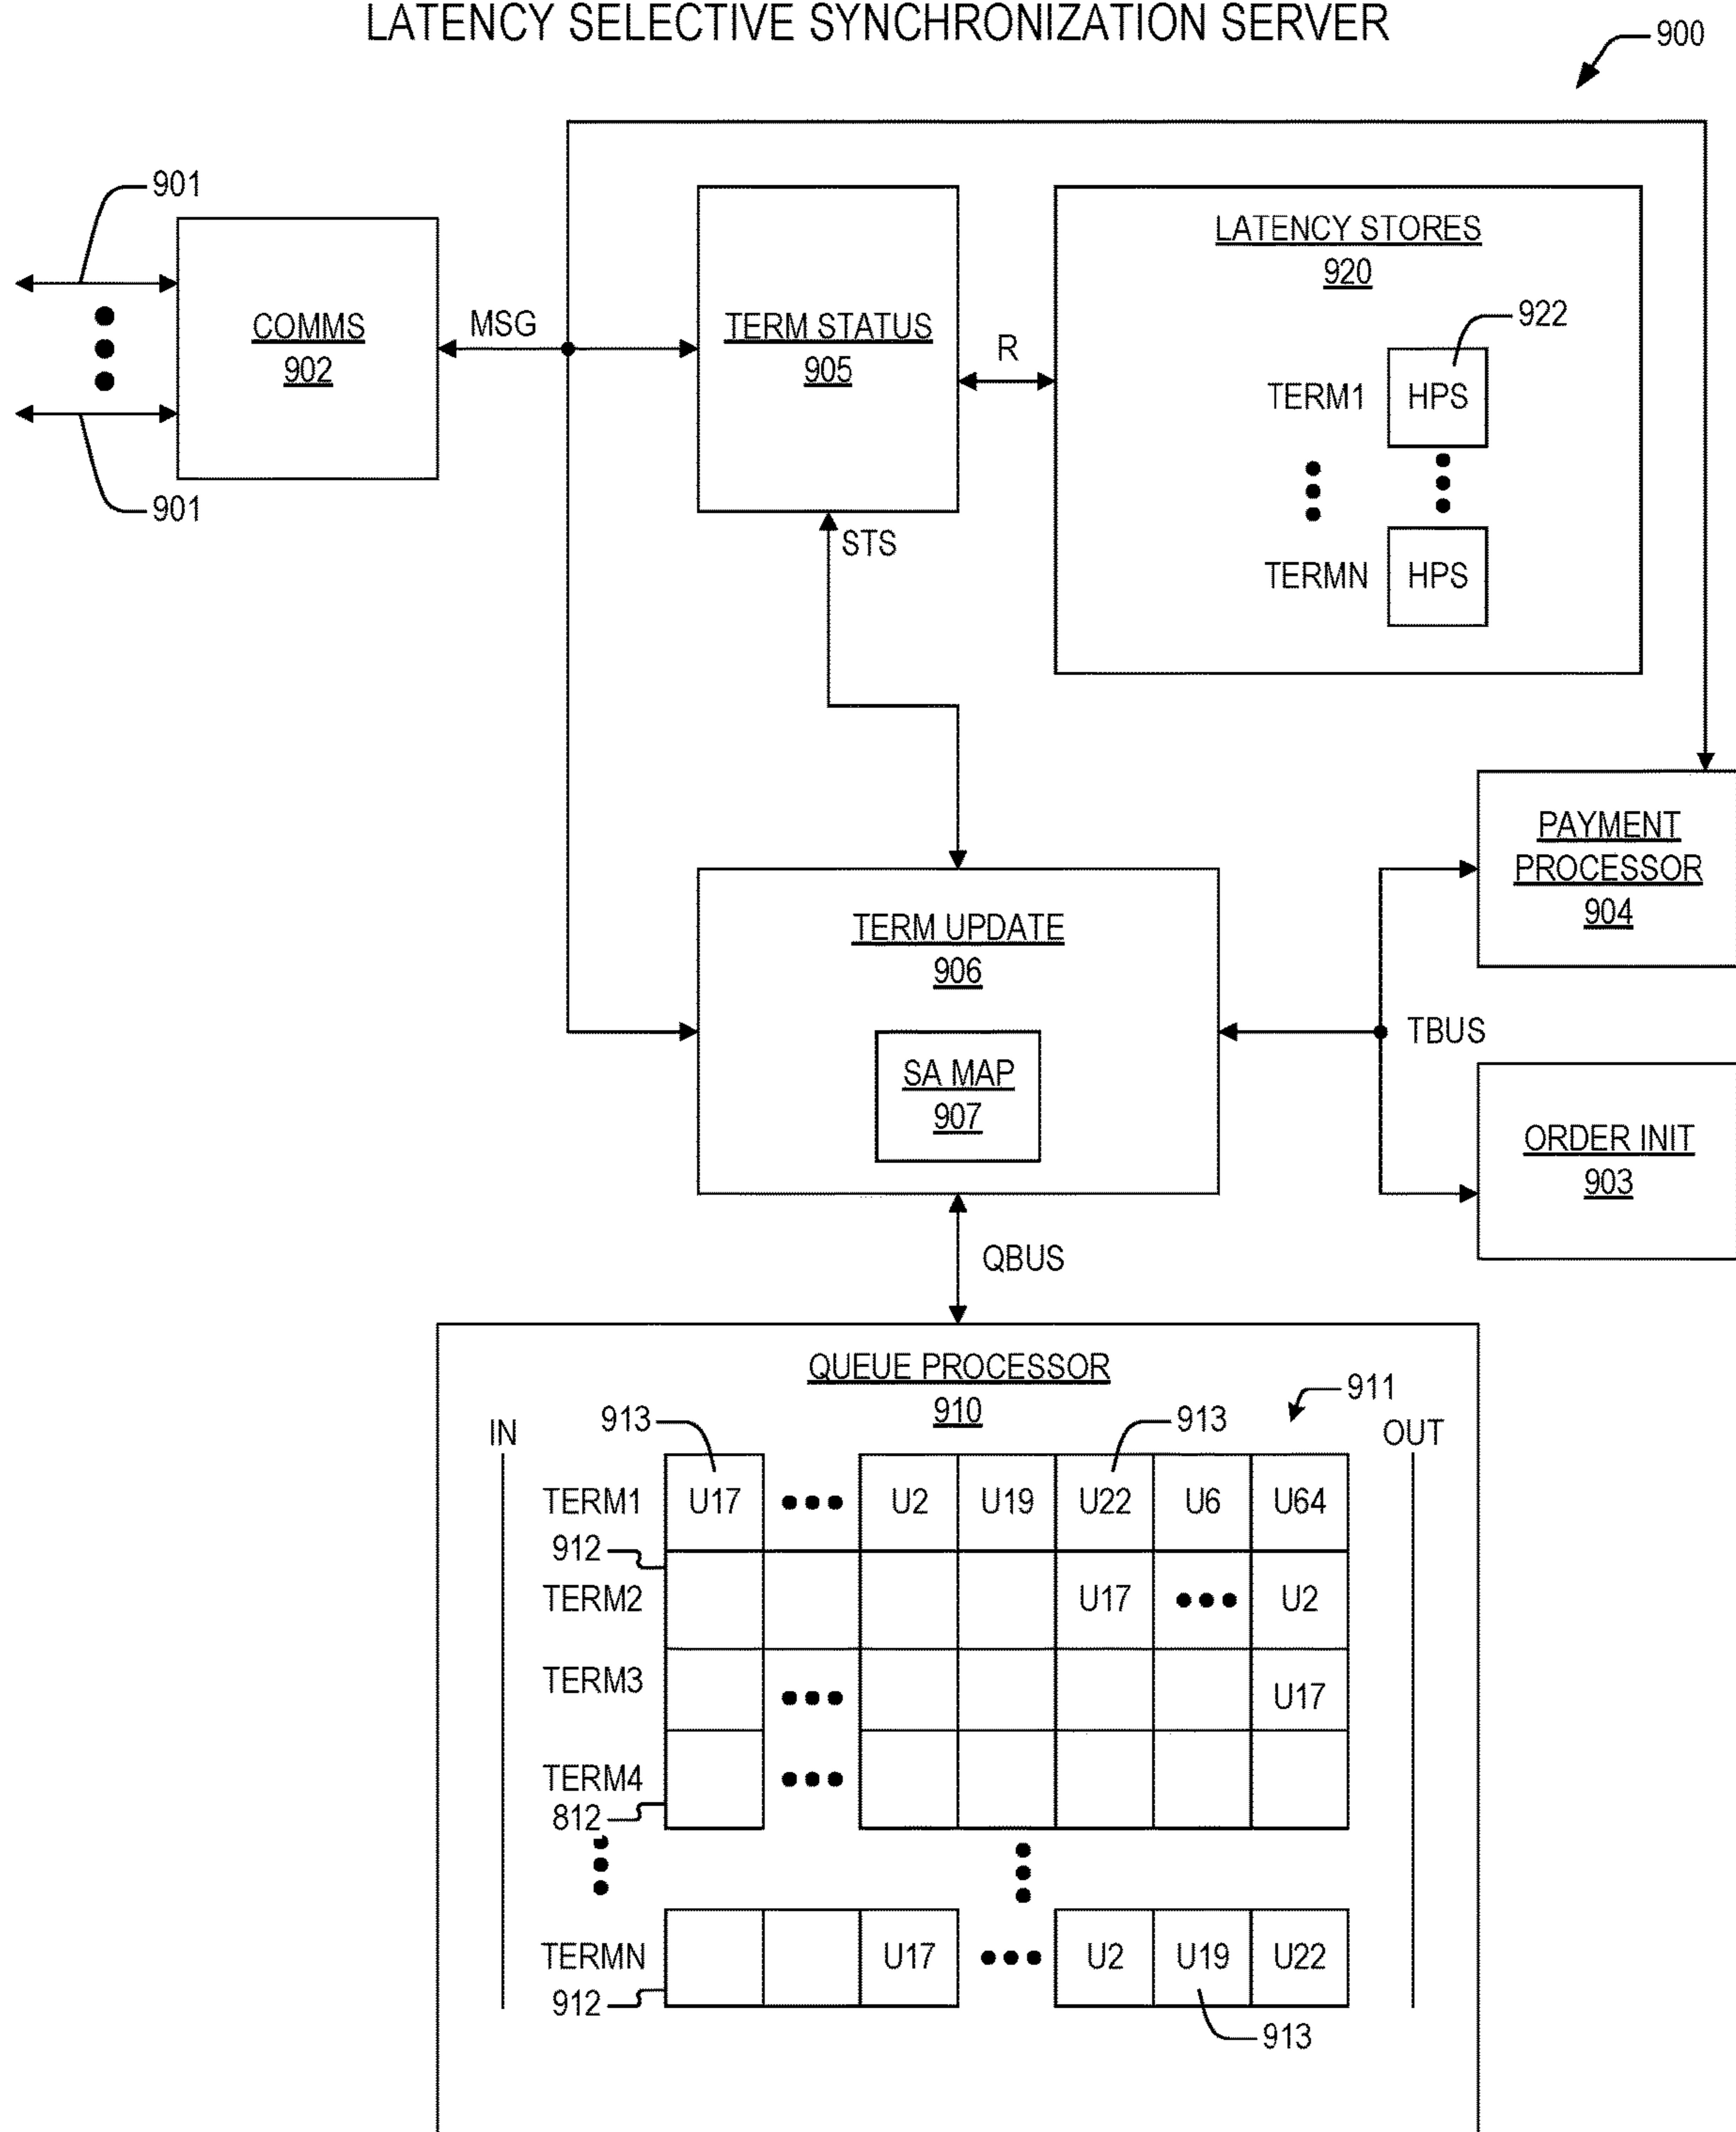 LATENCY SELECTIVE SYNCHRONIZATION SERVER
900
901
901
COMMS
902
MSG
TERM STATUS
905
R
LATENCY STORES
920
922
TERM1 HPS
TERMN HPS
STS
PAYMENT
PROCESSOR
904
TERM UPDATE
906
SA MAP
907
TBUS
ORDER INIT
903
QBUS
QUEUE PROCESSOR
910
911
913
913
IN
OUT
TERM1 U17 U2 U19 U22 U6 U64
912
TERM2 U17 U2
TERM3 U17
TERM4
812
TERMN U17 U2 U19 U22
912
913